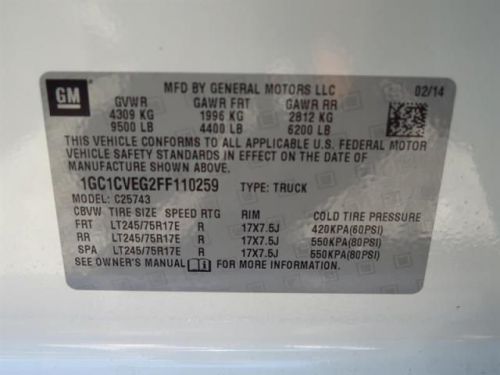 GM
MFD BY GENERAL MOTORS LLC 02/14
GVWR GAWR FRT GAWR RR
4309 KG 1996 KG 2812 KG
9500 LB 4400 LB 6200 LB
THIS VEHICLE CONFORMS TO ALL APPLICABLE U.S. FEDERAL MOTOR
VEHICLE SAFETY STANDARDS IN EFFECT ON THE DATE OF
MANUFACTURE SHOWN ABOVE.
1GC1CVEG2FF110259 TYPE: TRUCK
MODEL: C25743
CBVW TIRE SIZE SPEED RTG RIM COLD TIRE PRESSURE
FRT LT245/75R17E R 17X7.5J 420KPA(60PSI)
RR LT245/75R17E R 17X7.5J 550KPA(80PSI)
SPA LT245/75R17E R 17X7.5J 550KPA(80PSI)
SEE OWNER'S MANUAL FOR MORE INFORMATION.